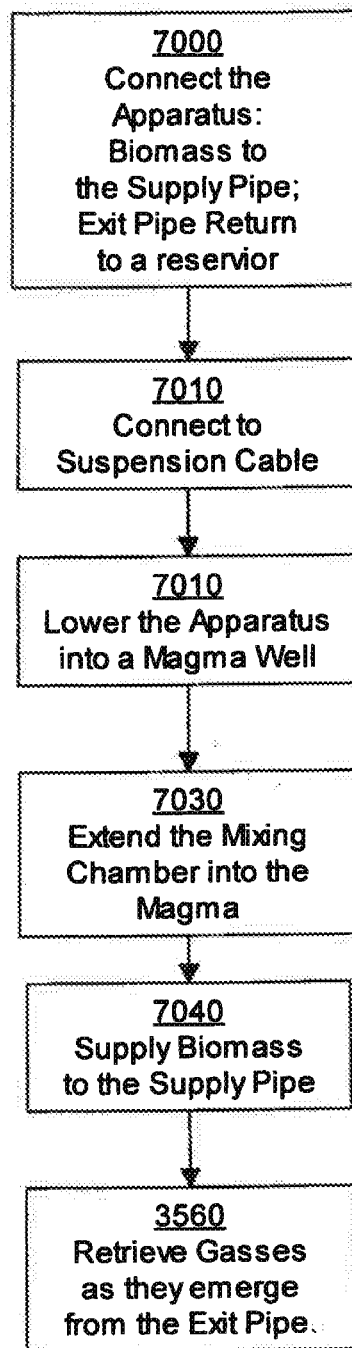 7000
Connect the
Apparatus:
Biomass to
the Supply Pipe;
Exit Pipe Return
to a reservior
7010
Connect to
Suspension Cable
7010
Lower the Apparatus
into a Magma Well
7030
Extend the Mixing
Chamber into the
Magma
7040
Supply Biomass
to the Supply Pipe
3560
Retrieve Gasses
as they emerge
from the Exit Pipe.